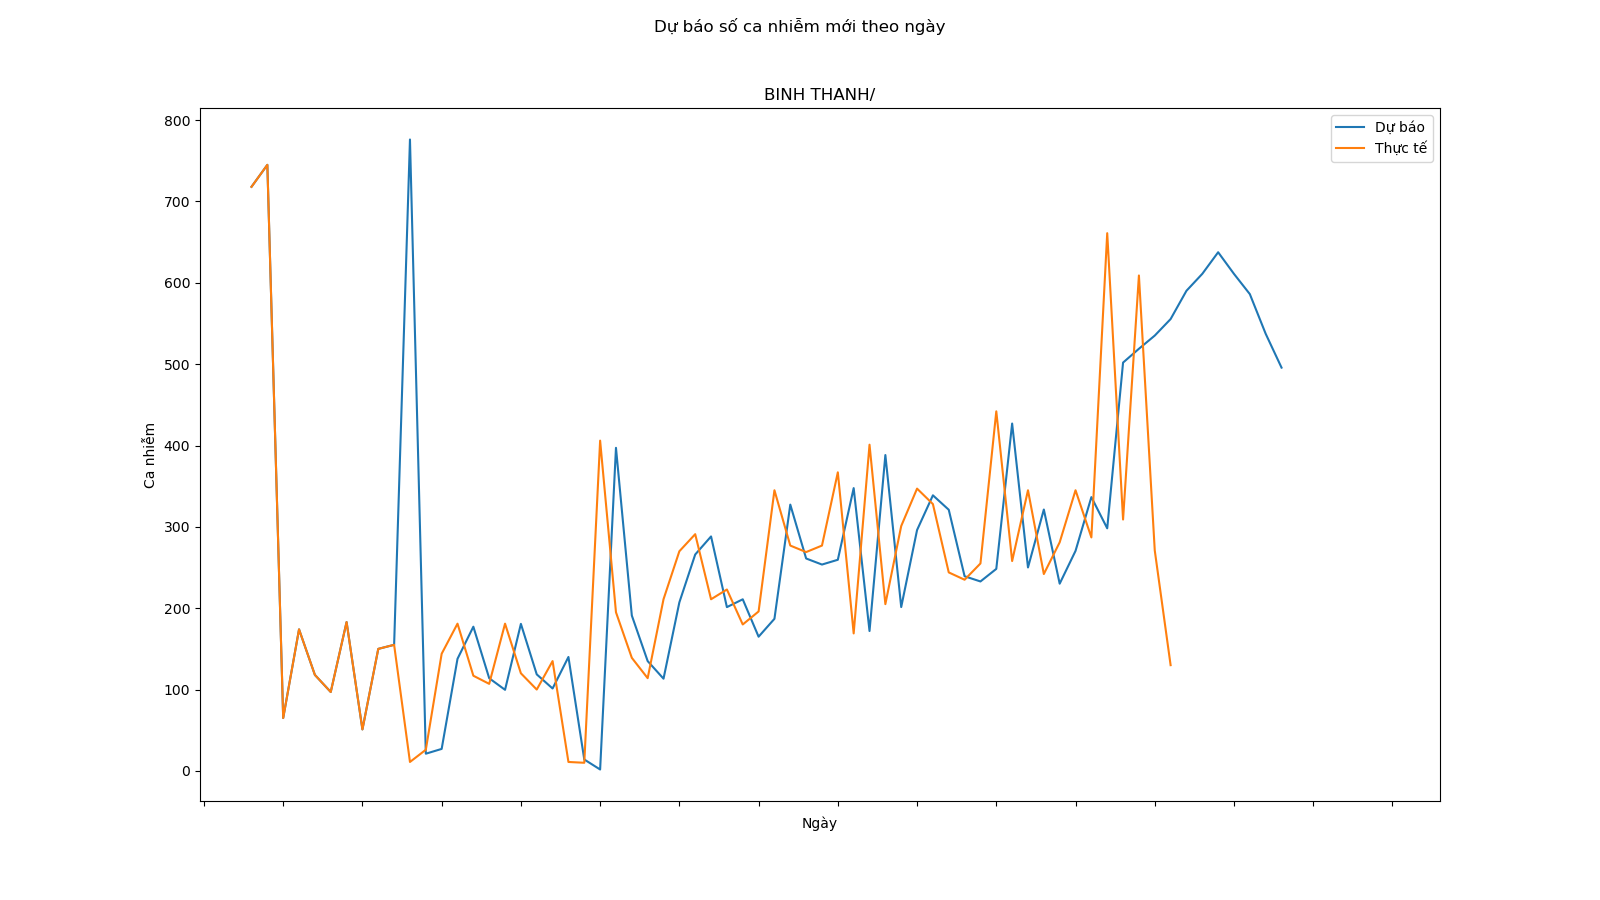 Dự báo số ca nhiễm mới theo ngày
BINH THANH/
800
700
600
500
400
300
200
100
0
Ca nhiễm
Ngày
Dự báo
Thực tế